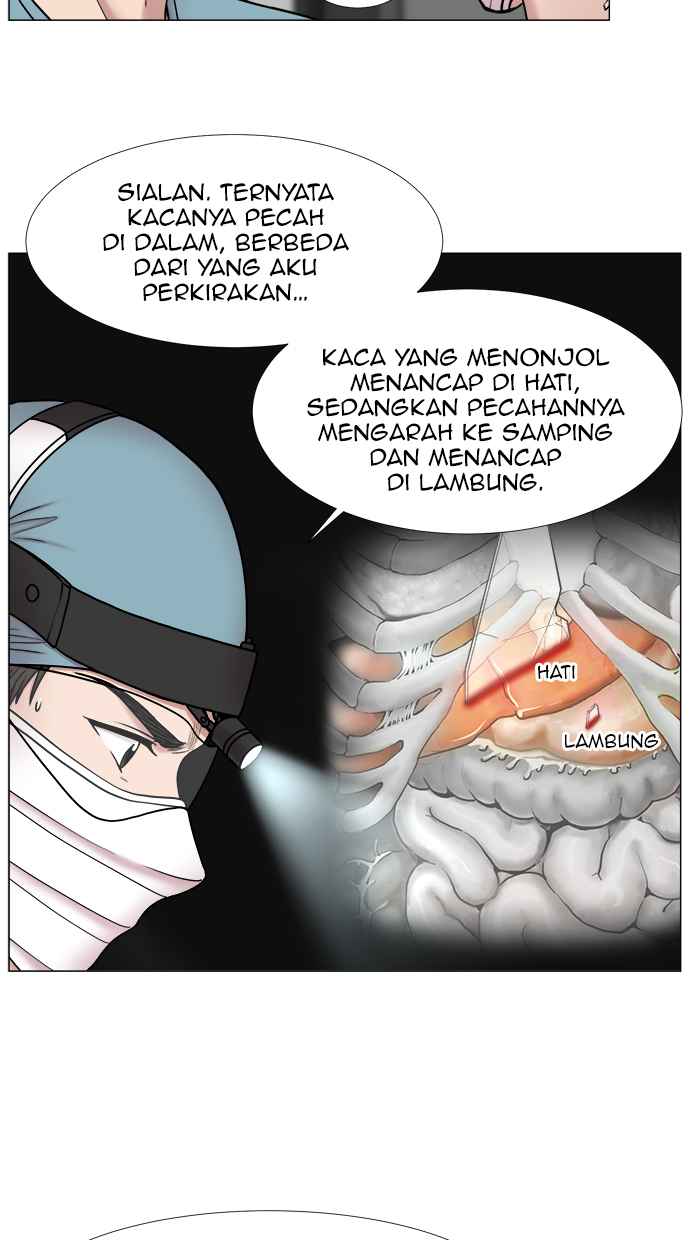 SIALAN. TERNYATA
KACANYA PECAH
DI DALAM, BERBEDA
DARI YANG AKU
PERKIRAKAN...
KACA YANG MENONJOL
MENANCAP DI HATI,
SEDANGKAN PECAHANNYA
MENGARAH KE SAMPING
DAN MENANCAP
DI LAMBUNG.
HATI
LAMBUNG